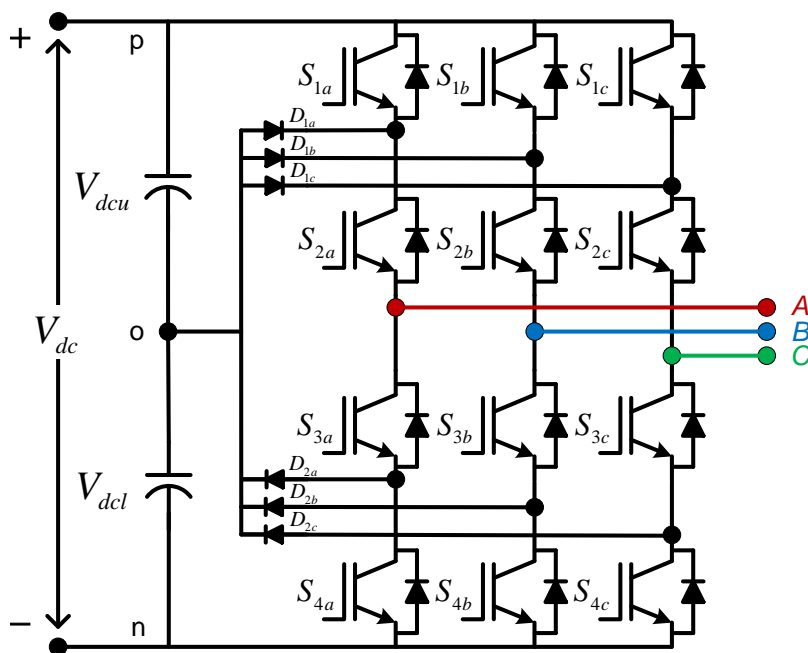 + p
S1a S1b S1c
D1a
D1b
D1c
Vdcu
S2a S2b S2c
A
Vdc o B
C
S3a S3b S3c
D2a
D2b
D2c
Vdcl
S4a S4b S4c
− n